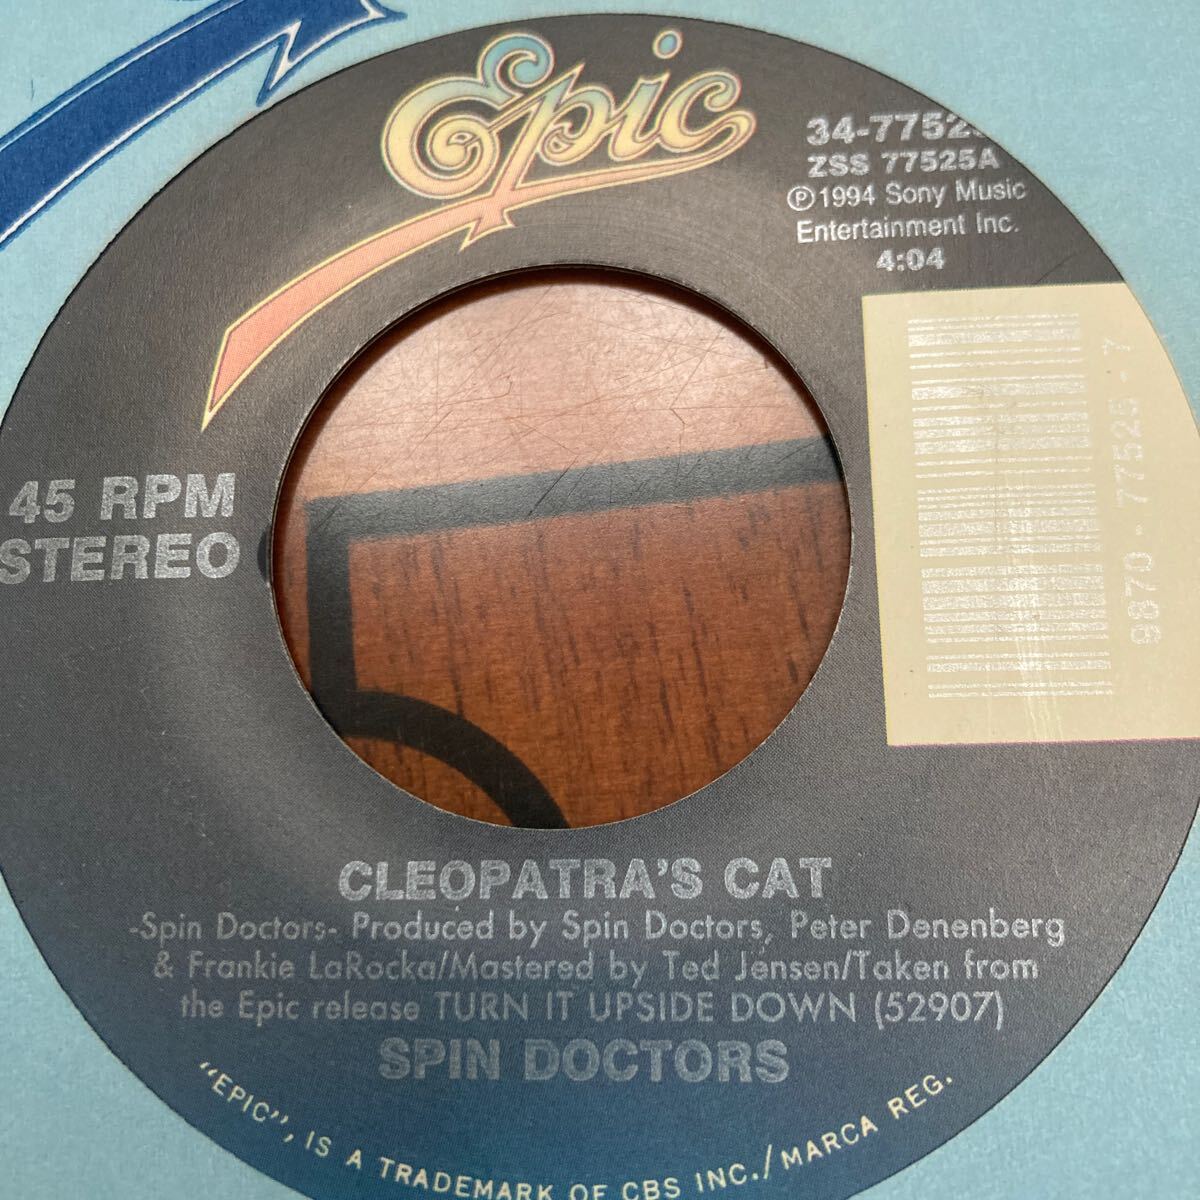 Epic
ZSS 77525A
℗1994 Sony Music
Entertainment Inc.
4:04
9870 - 77525 - 7
45 RPM
STEREO
CLEOPATRA'S CAT
-Spin Doctors- Produced by Spin Doctors, Peter Denenberg
& Frankie LaRocka/Mastered by Ted Jensen/Taken from
the Epic release TURN IT UPSIDE DOWN (52907)
SPIN DOCTORS
"EPIC", IS A TRADEMARK OF CBS INC./MARCA REG.